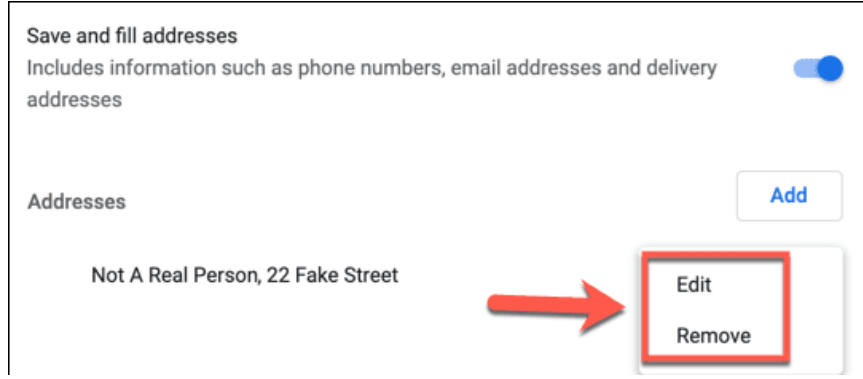 Save and fill addresses
Includes information such as phone numbers, email addresses and delivery
addresses
Addresses
Add
Not A Real Person, 22 Fake Street
Edit
Remove